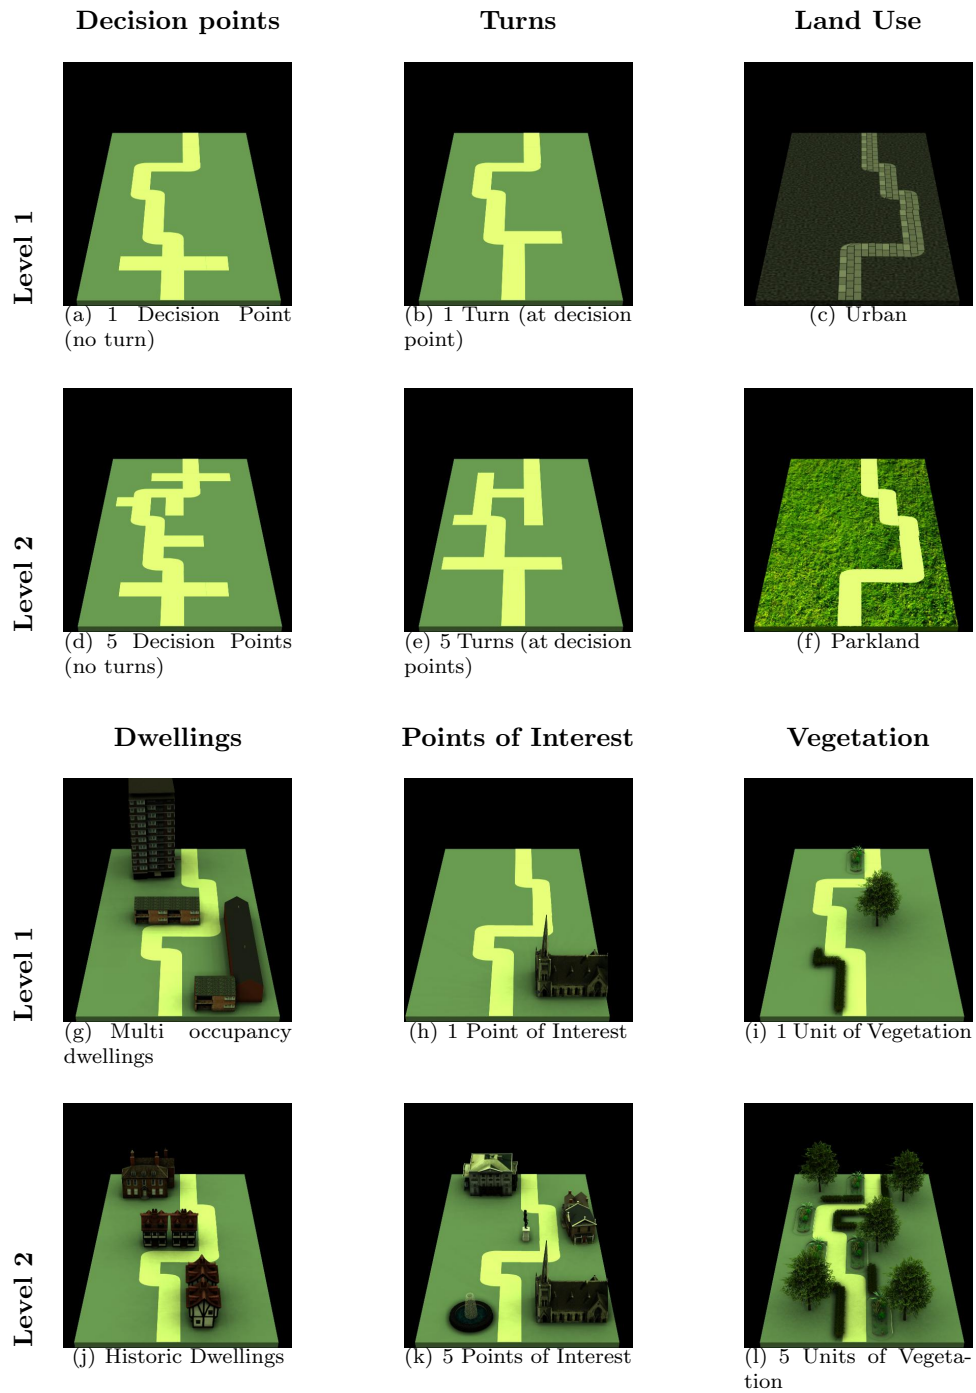 Decision points
Turns
Land Use
Level 1
(a) 1 Decision Point
(no turn)
(b) 1 Turn (at decision
point)
(c) Urban
Level 2
(d) 5 Decision Points
(no turns)
(e) 5 Turns (at decision
points)
(f) Parkland
Dwellings
Points of Interest
Vegetation
Level 1
(g) Multi occupancy
dwellings
(h) 1 Point of Interest
(i) 1 Unit of Vegetation
Level 2
(j) Historic Dwellings
(k) 5 Points of Interest
(l) 5 Units of Vegeta-
tion